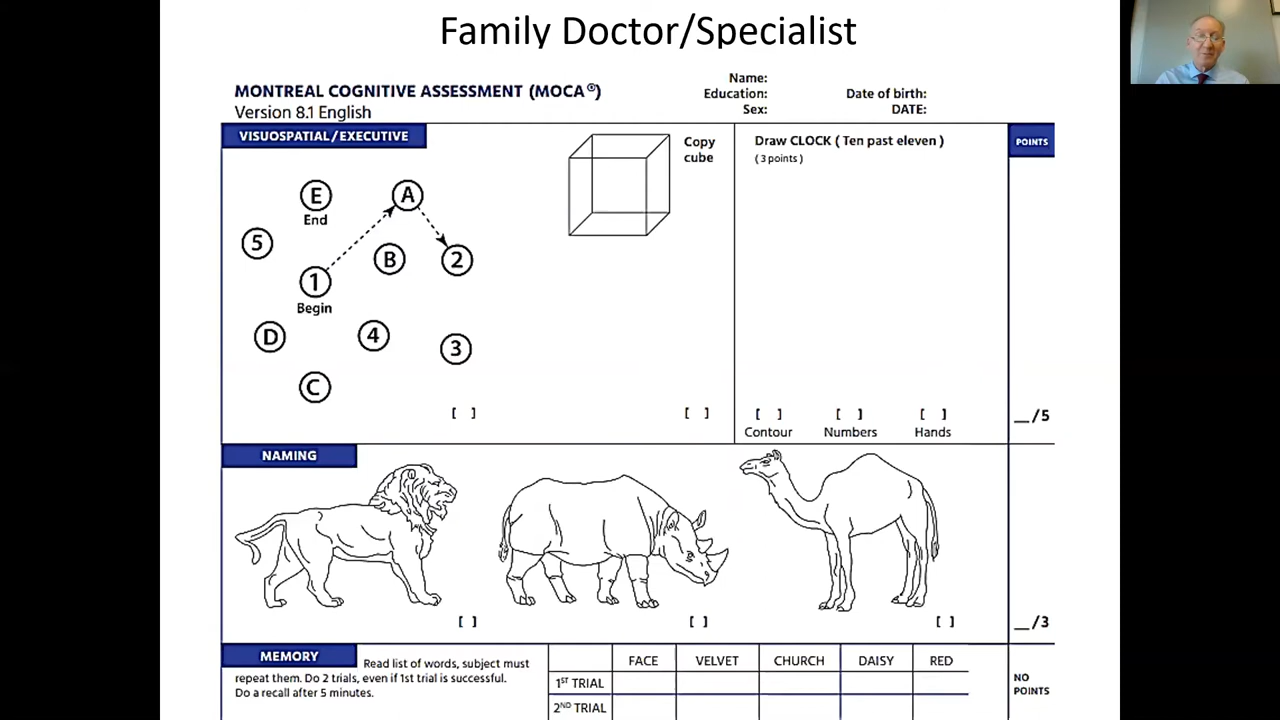 Family Doctor/Specialist
MONTREAL COGNITIVE ASSESSMENT (MOCA®)
Version 8.1 English
Name:
Education:
Sex:
Date of birth:
DATE:
VISUOSPATIAL / EXECUTIVE
E
End
A
5
B
2
1
Begin
D
4
3
C
[ ]
Copy
cube
[ ]
Draw CLOCK ( Ten past eleven )
( 3 points )
[ ]
Contour
[ ]
Numbers
[ ]
Hands
POINTS
__/5
NAMING
[ ]
[ ]
[ ]
__/3
MEMORY
Read list of words, subject must
repeat them. Do 2 trials, even if 1st trial is successful.
Do a recall after 5 minutes.
FACE VELVET CHURCH DAISY RED
1ST TRIAL
2ND TRIAL
NO
POINTS